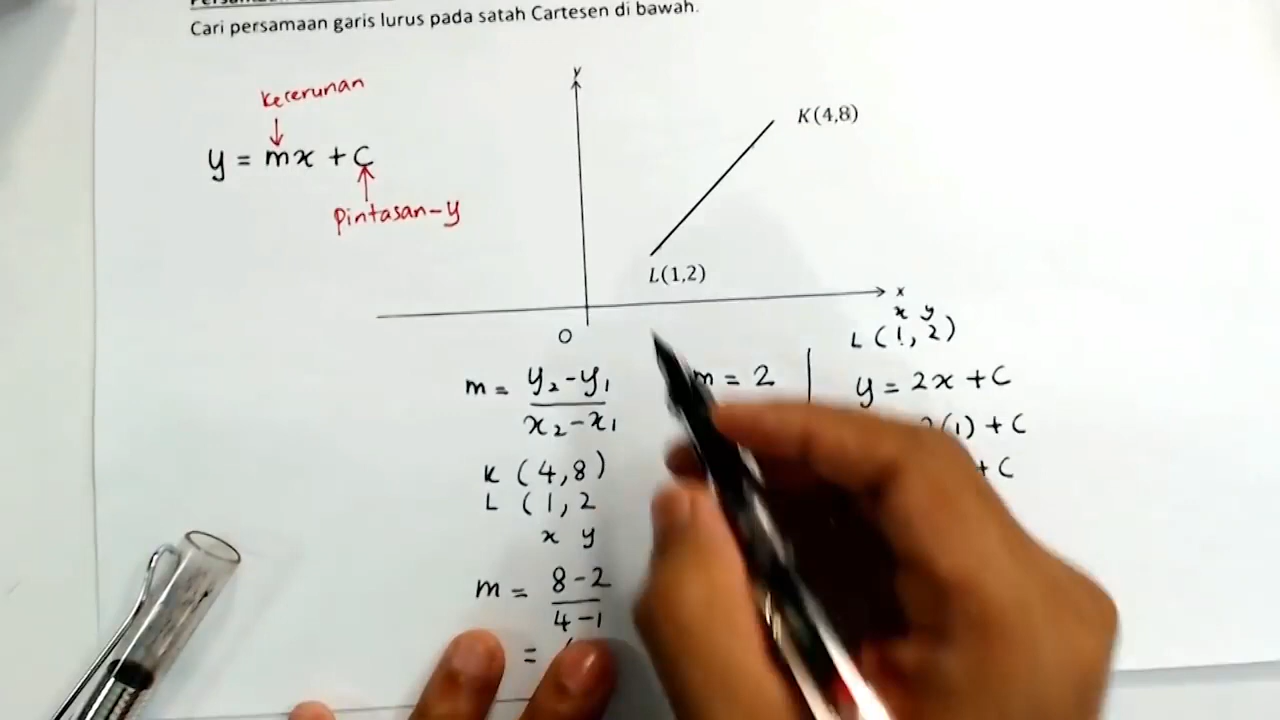 Cari persamaan garis lurus pada satah Cartesen di bawah.
kecerunan
y = mx + c
pintasan-y
y
K(4,8)
L(1,2)
x
O
m = y₂-y₁ / x₂-x₁
K (4,8)
L (1,2
x y
m = 8-2 / 4-1
=
m = 2
x y
L (1,2)
y = 2x + C
2(1) + C
+ C